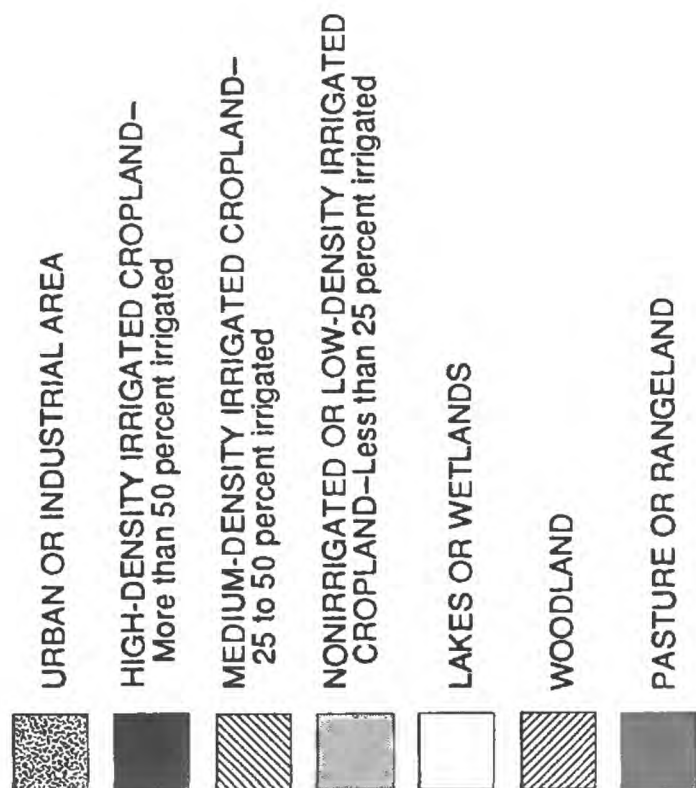 URBAN OR INDUSTRIAL AREA
HIGH-DENSITY IRRIGATED CROPLAND–
More than 50 percent irrigated
MEDIUM-DENSITY IRRIGATED CROPLAND–
25 to 50 percent irrigated
NONIRRIGATED OR LOW-DENSITY IRRIGATED
CROPLAND–Less than 25 percent irrigated
LAKES OR WETLANDS
WOODLAND
PASTURE OR RANGELAND